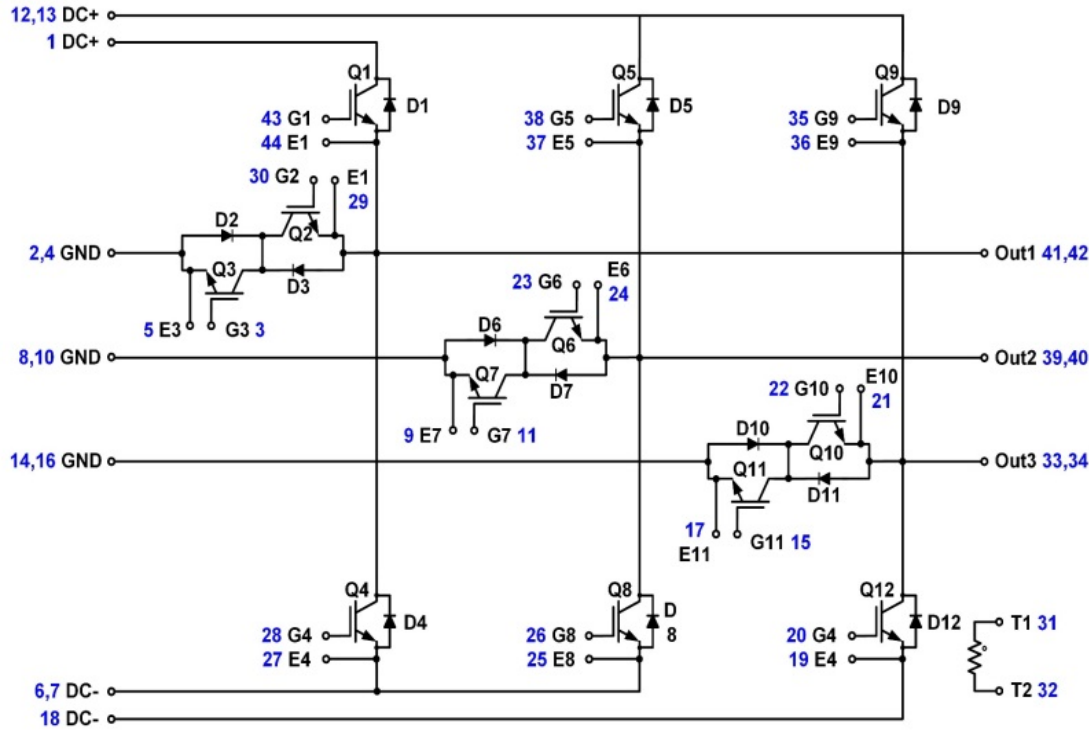 12,13 DC+
1 DC+
Q1
Q5
Q9
D1
D5
D9
43 G1
38 G5
35 G9
44 E1
37 E5
36 E9
30 G2 E1
29
D2
Q2
2,4 GND
Out1 41,42
Q3
D3
23 G6 E6
24
5 E3 G3 3
D6
Q6
8,10 GND
Out2 39,40
Q7
D7
22 G10 E10
21
9 E7 G7 11
D10
Q10
14,16 GND
Out3 33,34
Q11
D11
17
E11
G11 15
Q4
Q8
Q12
D4
D
8
D12
T1 31
28 G4
26 G8
20 G4
27 E4
25 E8
19 E4
6,7 DC-
T2 32
18 DC-